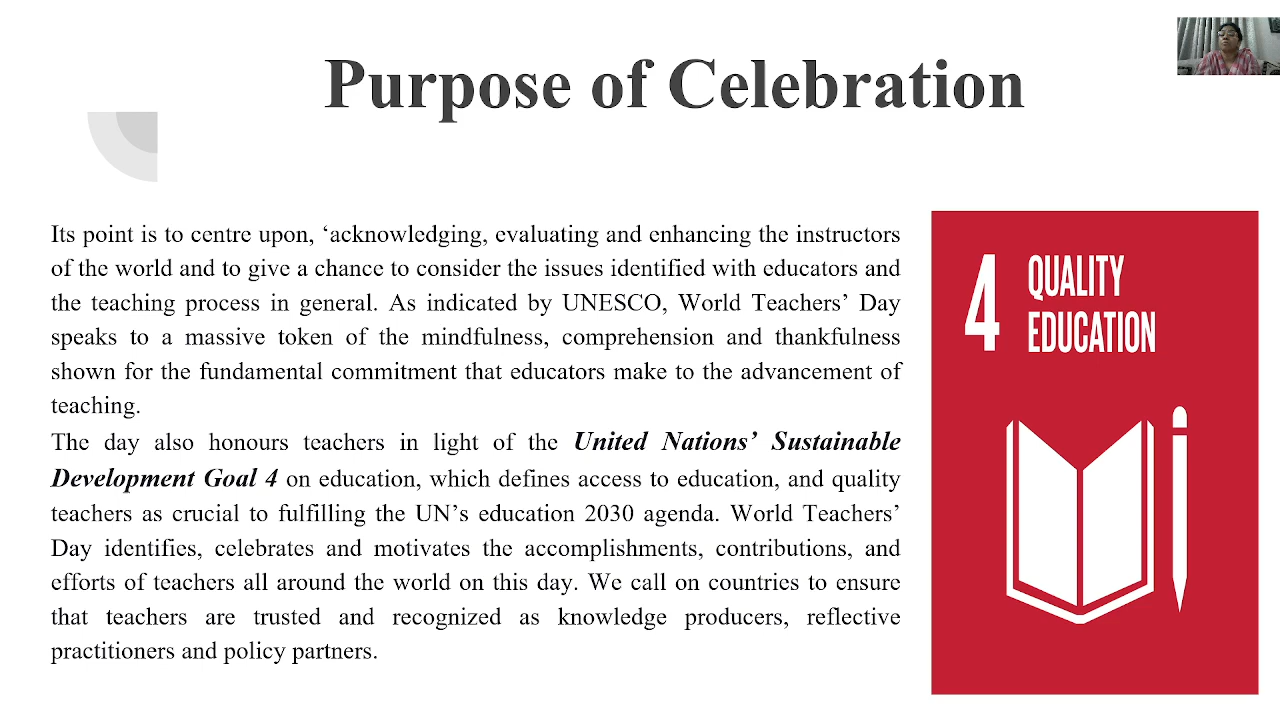 Purpose of Celebration
Its point is to centre upon, ‘acknowledging, evaluating and enhancing the instructors
of the world and to give a chance to consider the issues identified with educators and
the teaching process in general. As indicated by UNESCO, World Teachers’ Day
speaks to a massive token of the mindfulness, comprehension and thankfulness
shown for the fundamental commitment that educators make to the advancement of
teaching.
The day also honours teachers in light of the United Nations’ Sustainable
Development Goal 4 on education, which defines access to education, and quality
teachers as crucial to fulfilling the UN’s education 2030 agenda. World Teachers’
Day identifies, celebrates and motivates the accomplishments, contributions, and
efforts of teachers all around the world on this day. We call on countries to ensure
that teachers are trusted and recognized as knowledge producers, reflective
practitioners and policy partners.
4 QUALITY
EDUCATION